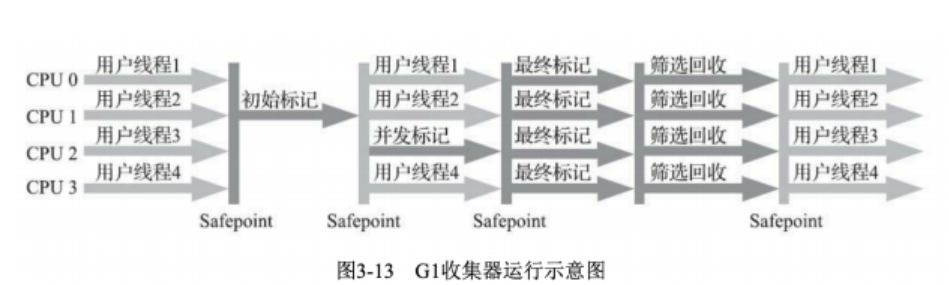 CPU 0 用户线程1 用户线程1 最终标记 筛选回收 用户线程1
初始标记
CPU 1 用户线程2 用户线程2 最终标记 筛选回收 用户线程2
CPU 2 用户线程3 并发标记 最终标记 筛选回收 用户线程3
CPU 3 用户线程4 用户线程4 最终标记 筛选回收 用户线程4
Safepoint Safepoint Safepoint Safepoint
图3-13 G1收集器运行示意图